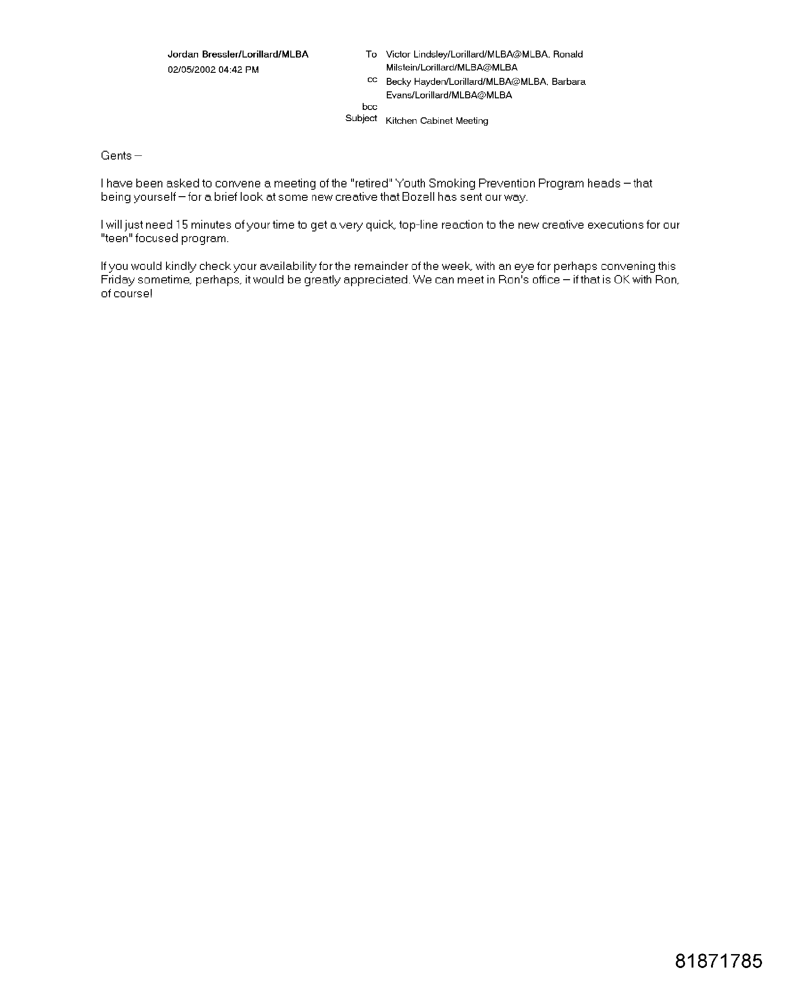 Jordan Bressler/Lorillard/MLBA
02/05/2002 04:42 PM
To Victor Lindsley/Lorillard/MLBA@MLBA, Ronald
Milstein/Lorillard/MLBA@MLBA
cc Becky Hayden/Lorillard/MLBA@MLBA, Barbara
Evans/Lorillard/MLBA@MLBA
bcc
Subject Kitchen Cabinet Meeting
Gents –
I have been asked to convene a meeting of the "retired" Youth Smoking Prevention Program heads – that
being yourself – for a brief look at some new creative that Bozell has sent our way.
I will just need 15 minutes of your time to get a very quick, top-line reaction to the new creative executions for our
"teen" focused program.
If you would kindly check your availability for the remainder of the week, with an eye for perhaps convening this
Friday sometime, perhaps, it would be greatly appreciated. We can meet in Ron's office – if that is OK with Ron,
of course!
81871785